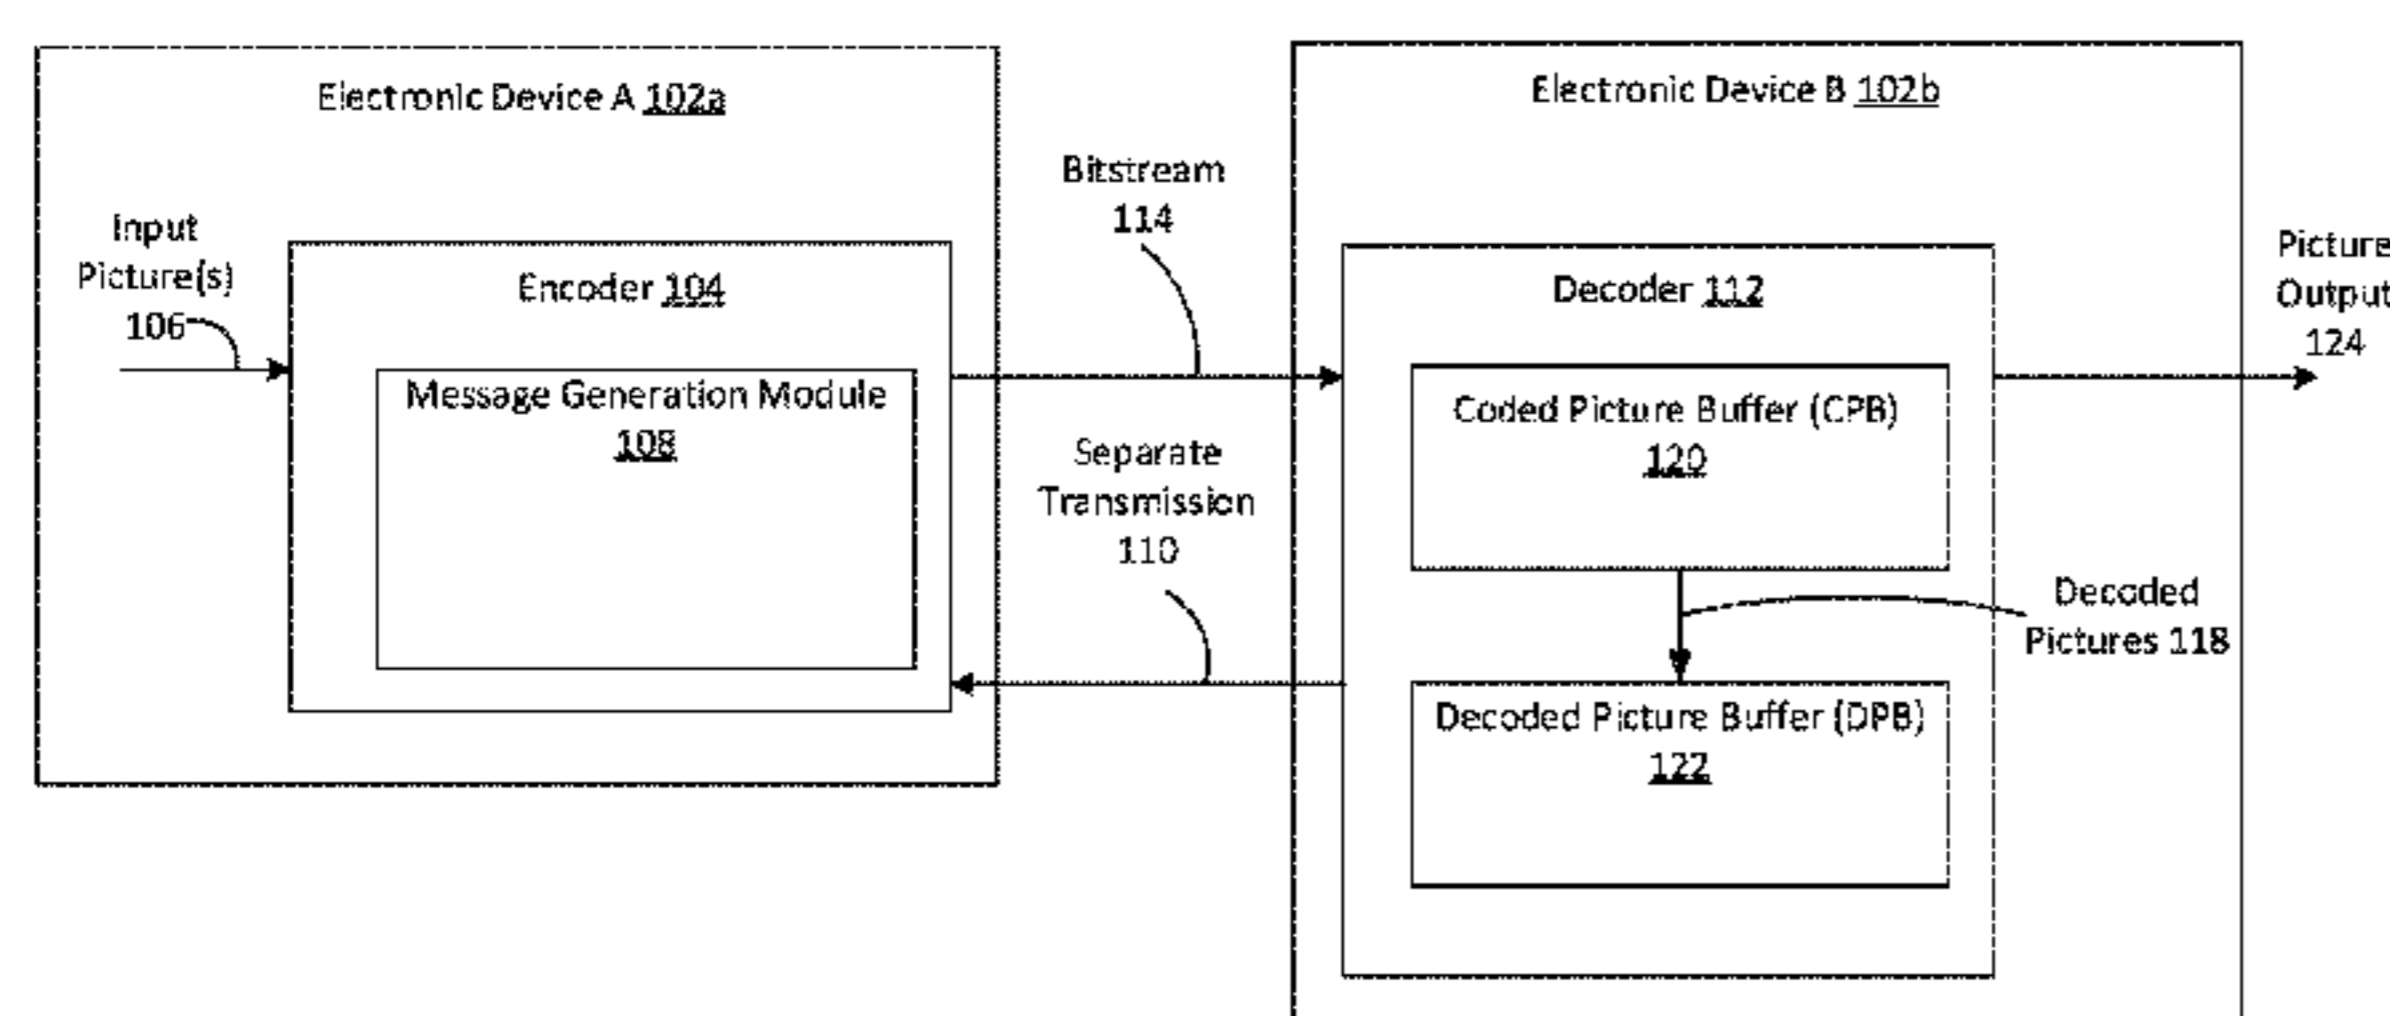 Electronic Device A 102a
Input
Picture(s)
106
Encoder 104
Message Generation Module
108
Bitstream
114
Separate
Transmission
110
Electronic Device B 102b
Decoder 112
Coded Picture Buffer (CPB)
120
Decoded
Pictures 118
Decoded Picture Buffer (DPB)
122
Picture
Output
124